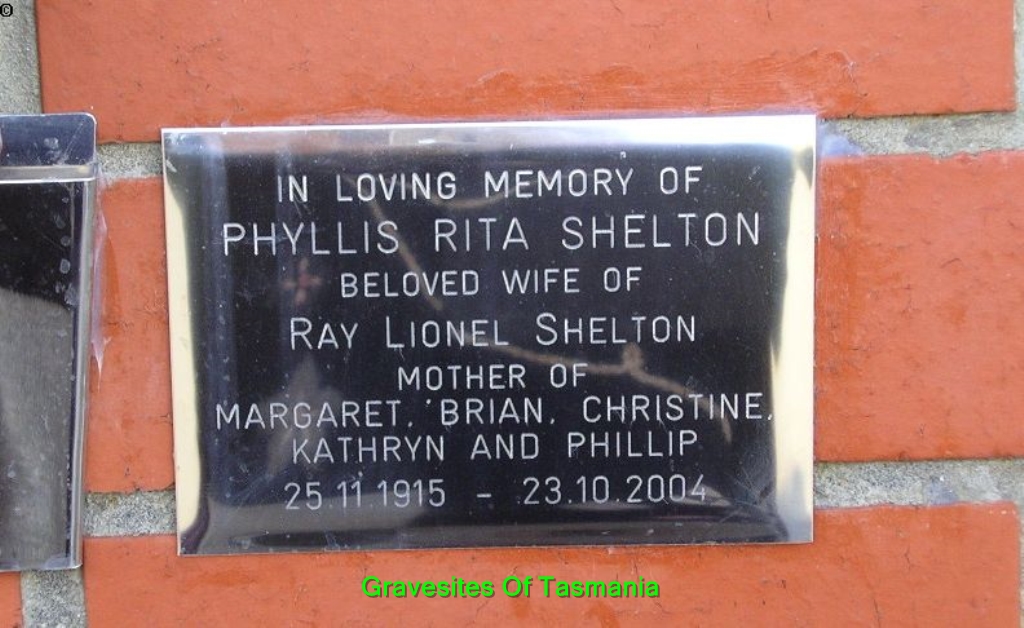 ©
IN LOVING MEMORY OF
PHYLLIS RITA SHELTON
BELOVED WIFE OF
RAY LIONEL SHELTON
MOTHER OF
MARGARET, BRIAN, CHRISTINE,
KATHRYN AND PHILLIP
25.11.1915 - 23.10.2004
Gravesites Of Tasmania